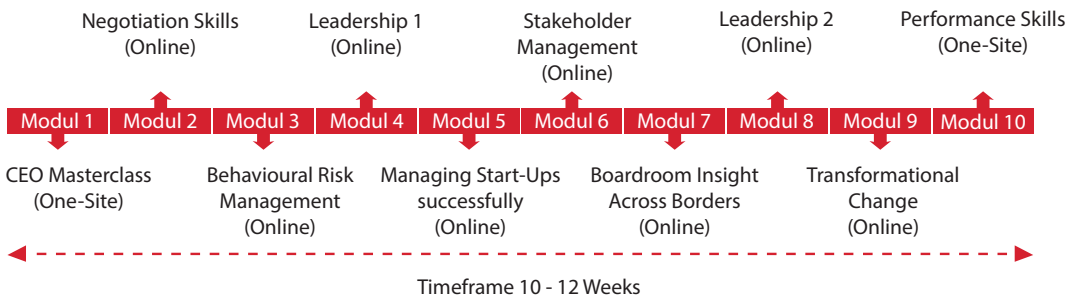 Negotiation Skills
(Online)
Leadership 1
(Online)
Stakeholder
Management
(Online)
Leadership 2
(Online)
Performance Skills
(One-Site)
Modul 1
Modul 2
Modul 3
Modul 4
Modul 5
Modul 6
Modul 7
Modul 8
Modul 9
Modul 10
CEO Masterclass
(One-Site)
Behavioural Risk
Management
(Online)
Managing Start-Ups
successfully
(Online)
Boardroom Insight
Across Borders
(Online)
Transformational
Change
(Online)
Timeframe 10 - 12 Weeks